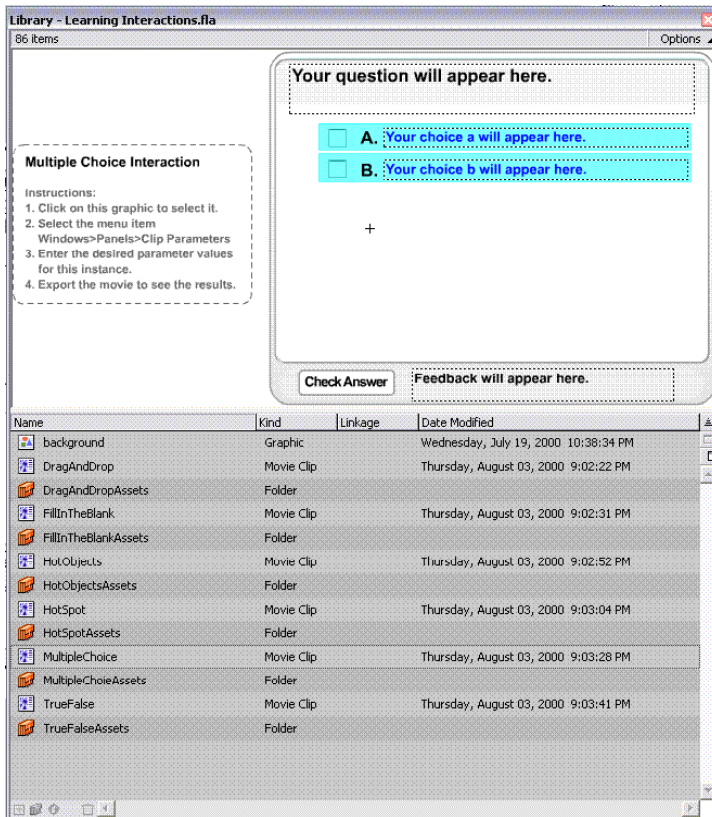 Library - Learning Interactions.fla
86 items
Options
Your question will appear here.
A. Your choice a will appear here.
B. Your choice b will appear here.
Multiple Choice Interaction
Instructions:
1. Click on this graphic to select it.
2. Select the menu item
Windows>Panels>Clip Parameters
3. Enter the desired parameter values
for this instance.
4. Export the movie to see the results.
Check Answer
Feedback will appear here.
Name Kind Linkage Date Modified
background Graphic Wednesday, July 19, 2000 10:38:34 PM
DragAndDrop Movie Clip Thursday, August 03, 2000 9:02:22 PM
DragAndDropAssets Folder
FillInTheBlank Movie Clip Thursday, August 03, 2000 9:02:31 PM
FillInTheBlankAssets Folder
HotObjects Movie Clip Thursday, August 03, 2000 9:02:52 PM
HotObjectsAssets Folder
HotSpot Movie Clip Thursday, August 03, 2000 9:03:04 PM
HotSpotAssets Folder
MultipleChoice Movie Clip Thursday, August 03, 2000 9:03:28 PM
MultipleChoieAssets Folder
TrueFalse Movie Clip Thursday, August 03, 2000 9:03:41 PM
TrueFalseAssets Folder